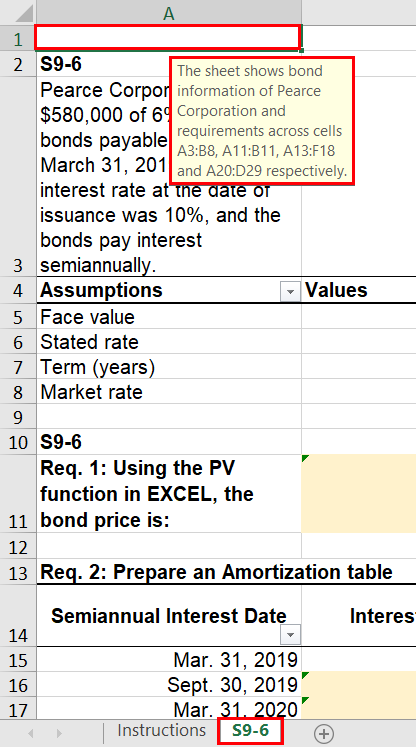 A
1
2 S9-6
The sheet shows bond
information of Pearce
Corporation and
requirements across cells
A3:B8, A11:B11, A13:F18
and A20:D29 respectively.
Pearce Corpor
$580,000 of 6%
bonds payable
March 31, 201
interest rate at the date of
issuance was 10%, and the
bonds pay interest
3 semiannually.
4 Assumptions Values
5 Face value
6 Stated rate
7 Term (years)
8 Market rate
9
10 S9-6
Req. 1: Using the PV
function in EXCEL, the
11 bond price is:
12
13 Req. 2: Prepare an Amortization table
14 Semiannual Interest Date Interes
15 Mar. 31, 2019
16 Sept. 30, 2019
17 Mar. 31, 2020
Instructions S9-6